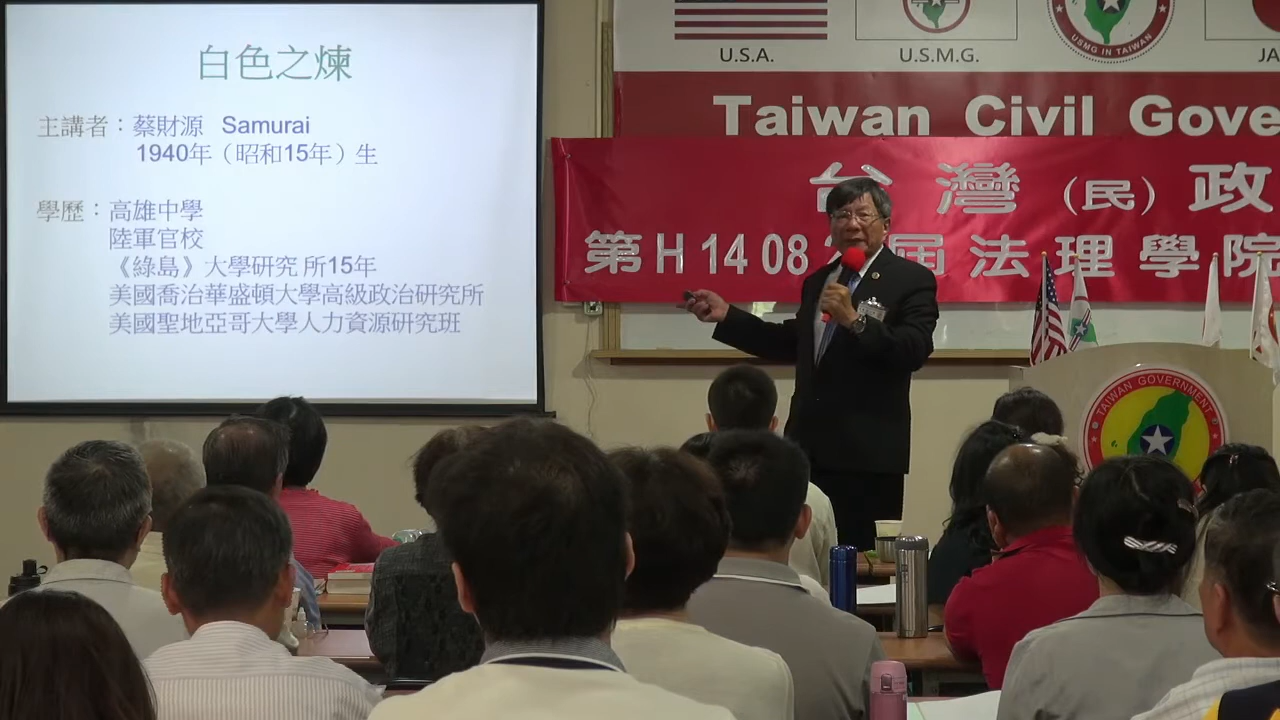 白色之煉
主講者：蔡財源 Samurai
1940年（昭和15年）生
學歷：高雄中學
陸軍官校
《綠島》大學研究 所15年
美國喬治華盛頓大學高級政治研究所
美國聖地亞哥大學人力資源研究班
U.S.A.
U.S.M.G.
USMG IN TAIWAN
JA
Taiwan Civil Gove
台灣（民）政
第H 14 08 屆法理學院
TAIWAN GOVERNMENT